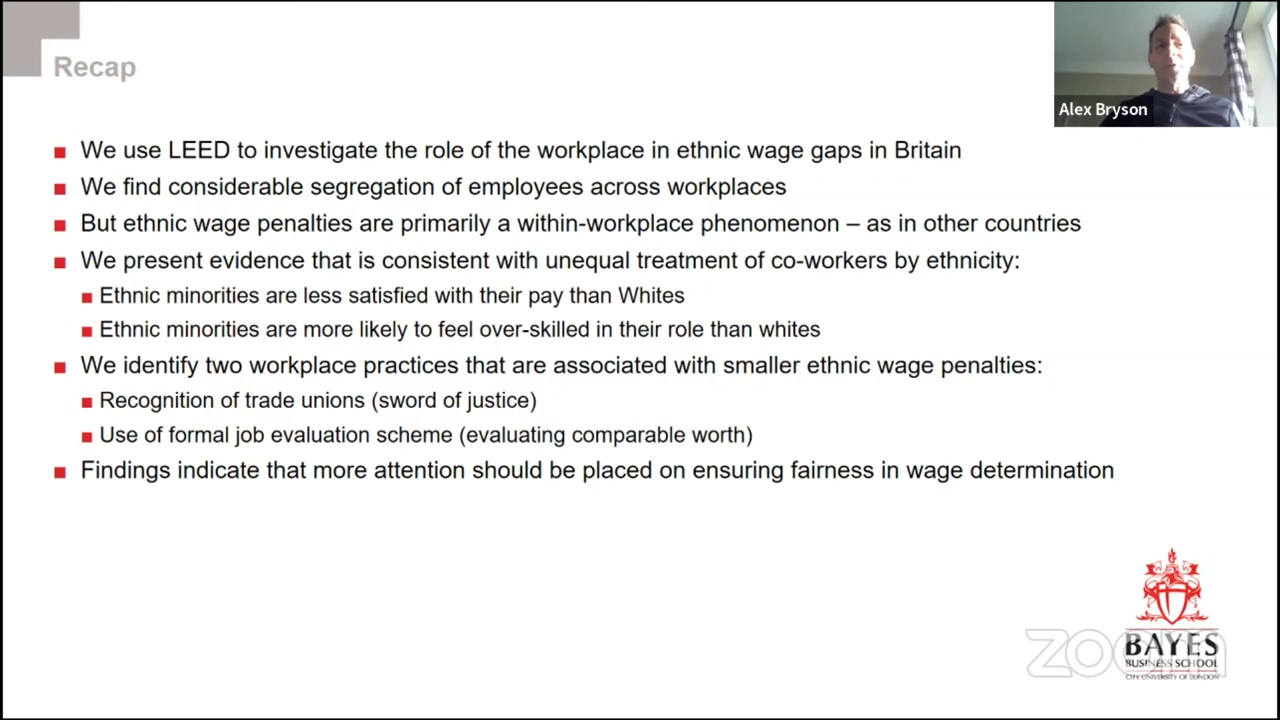 Recap
Alex Bryson
We use LEED to investigate the role of the workplace in ethnic wage gaps in Britain
We find considerable segregation of employees across workplaces
But ethnic wage penalties are primarily a within-workplace phenomenon – as in other countries
We present evidence that is consistent with unequal treatment of co-workers by ethnicity:
Ethnic minorities are less satisfied with their pay than Whites
Ethnic minorities are more likely to feel over-skilled in their role than whites
We identify two workplace practices that are associated with smaller ethnic wage penalties:
Recognition of trade unions (sword of justice)
Use of formal job evaluation scheme (evaluating comparable worth)
Findings indicate that more attention should be placed on ensuring fairness in wage determination
zoom
BAYES
BUSINESS SCHOOL
CITY, UNIVERSITY OF LONDON